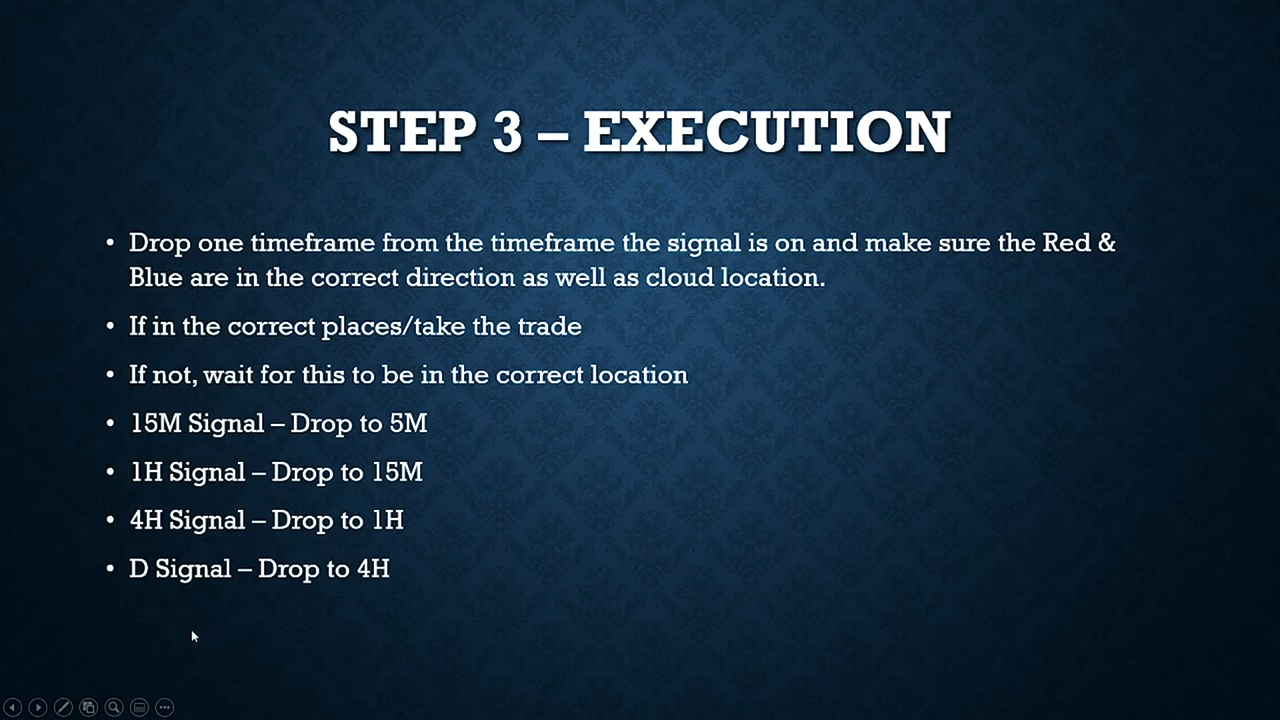 STEP 3 – EXECUTION
• Drop one timeframe from the timeframe the signal is on and make sure the Red &
Blue are in the correct direction as well as cloud location.
• If in the correct places/take the trade
• If not, wait for this to be in the correct location
• 15M Signal – Drop to 5M
• 1H Signal – Drop to 15M
• 4H Signal – Drop to 1H
• D Signal – Drop to 4H